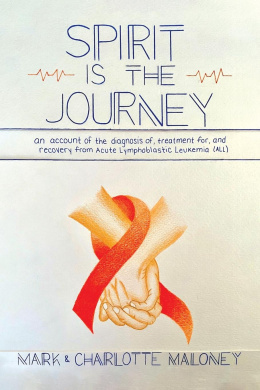 SPIRIT
IS THE
JOURNEY
an account of the diagnosis of, treatment for, and
recovery from Acute Lymphoblastic Leukemia (ALL)
MARK & CHARLOTTE MALONEY